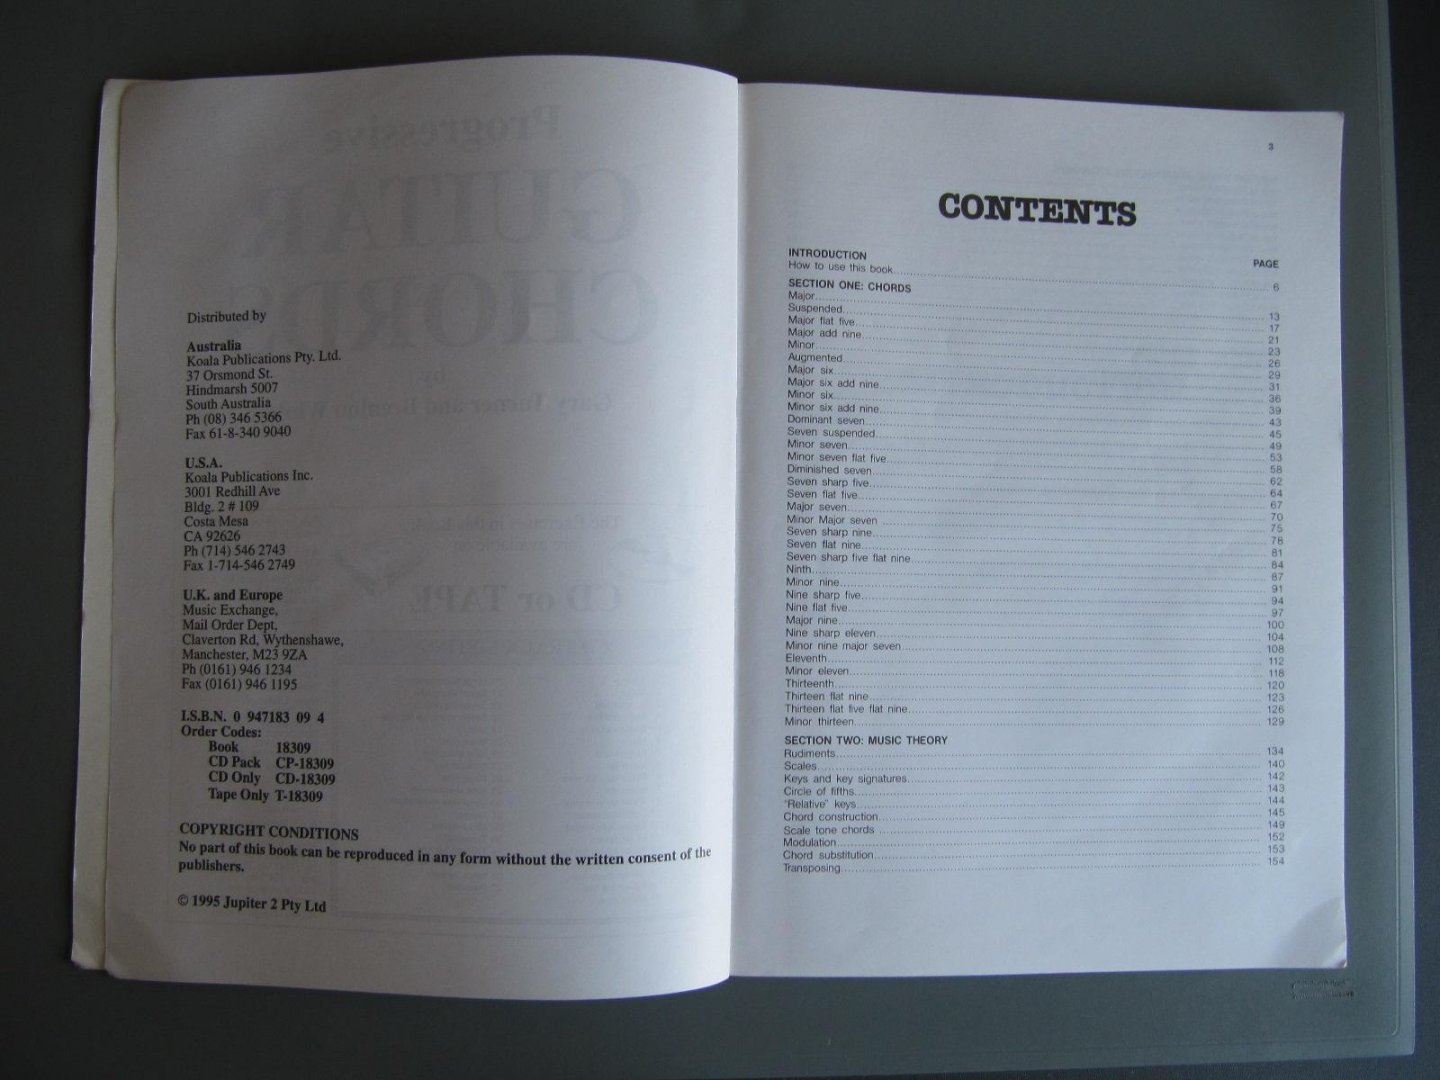 Distributed by
Australia
Koala Publications Pty. Ltd.
37 Orsmond St.
Hindmarsh 5007
South Australia
Ph (08) 346 5366
Fax 61-8-340 9040
U.S.A.
Koala Publications Inc.
3001 Redhill Ave
Bldg. 2 # 109
Costa Mesa
CA 92626
Ph (714) 546 2743
Fax 1-714-546 2749
U.K. and Europe
Music Exchange,
Mail Order Dept,
Claverton Rd, Wythenshawe,
Manchester, M23 9ZA
Ph (0161) 946 1234
Fax (0161) 946 1195
I.S.B.N. 0 947183 09 4
Order Codes:
Book 18309
CD Pack CP-18309
CD Only CD-18309
Tape Only T-18309
COPYRIGHT CONDITIONS
No part of this book can be reproduced in any form without the written consent of the
publishers.
© 1995 Jupiter 2 Pty Ltd
3
CONTENTS
INTRODUCTION PAGE
How to use this book 6
SECTION ONE: CHORDS
Major 13
Suspended 17
Major flat five 21
Major add nine 23
Minor 26
Augmented 29
Major six 31
Major six add nine 36
Minor six 39
Minor six add nine 43
Dominant seven 45
Seven suspended 49
Minor seven 53
Minor seven flat five 58
Diminished seven 62
Seven sharp five 64
Seven flat five 67
Major seven 70
Minor Major seven 75
Seven sharp nine 78
Seven flat nine 81
Seven sharp five flat nine 84
Ninth 87
Minor nine 91
Nine sharp five 94
Nine flat five 97
Major nine 100
Nine sharp eleven 104
Minor nine major seven 108
Eleventh 112
Minor eleven 118
Thirteenth 120
Thirteen flat nine 123
Thirteen flat five flat nine 126
Minor thirteen 129
SECTION TWO: MUSIC THEORY
Rudiments 134
Scales 140
Keys and key signatures 142
Circle of fifths 143
"Relative" keys 144
Chord construction 145
Scale tone chords 149
Modulation 152
Chord substitution 153
Transposing 154